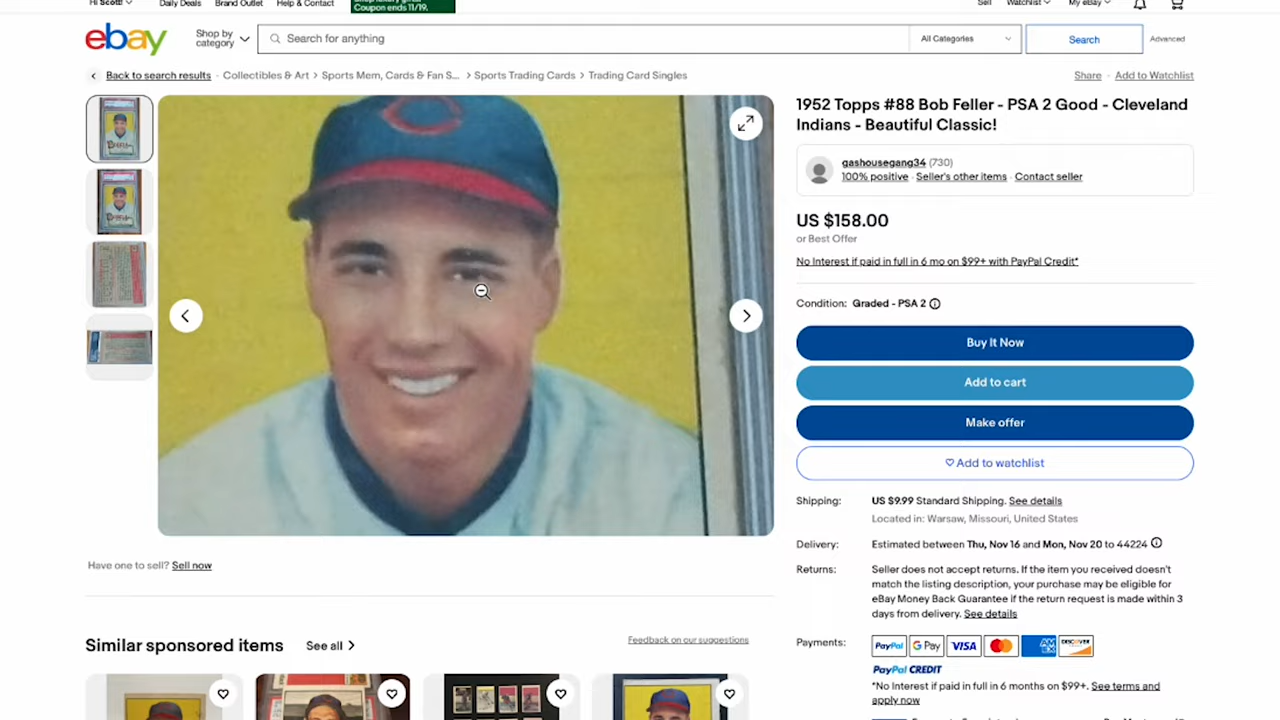 Hi Scott!
Daily Deals
Brand Outlet
Help & Contact
Coupon ends 11/19.
Sell
Watchlist
My eBay
ebay
Shop by
category
Search for anything
All Categories
Search
Advanced
Back to search results
Collectibles & Art > Sports Mem, Cards & Fan S... > Sports Trading Cards > Trading Card Singles
Share
Add to Watchlist
1952 Topps #88 Bob Feller - PSA 2 Good - Cleveland
Indians - Beautiful Classic!
gashousegang34 (730)
100% positive · Seller's other items · Contact seller
US $158.00
or Best Offer
No Interest if paid in full in 6 mo on $99+ with PayPal Credit*
Condition: Graded - PSA 2
Buy It Now
Add to cart
Make offer
Add to watchlist
Shipping: US $9.99 Standard Shipping. See details
Located in: Warsaw, Missouri, United States
Delivery: Estimated between Thu, Nov 16 and Mon, Nov 20 to 44224
Returns: Seller does not accept returns. If the item you received doesn't
match the listing description, your purchase may be eligible for
eBay Money Back Guarantee if the return request is made within 3
days from delivery. See details
Payments: PayPal G Pay VISA AM EX DISCOVER
PayPal CREDIT
*No Interest if paid in full in 6 months on $99+. See terms and
apply now
Have one to sell? Sell now
Similar sponsored items
See all
Feedback on our suggestions